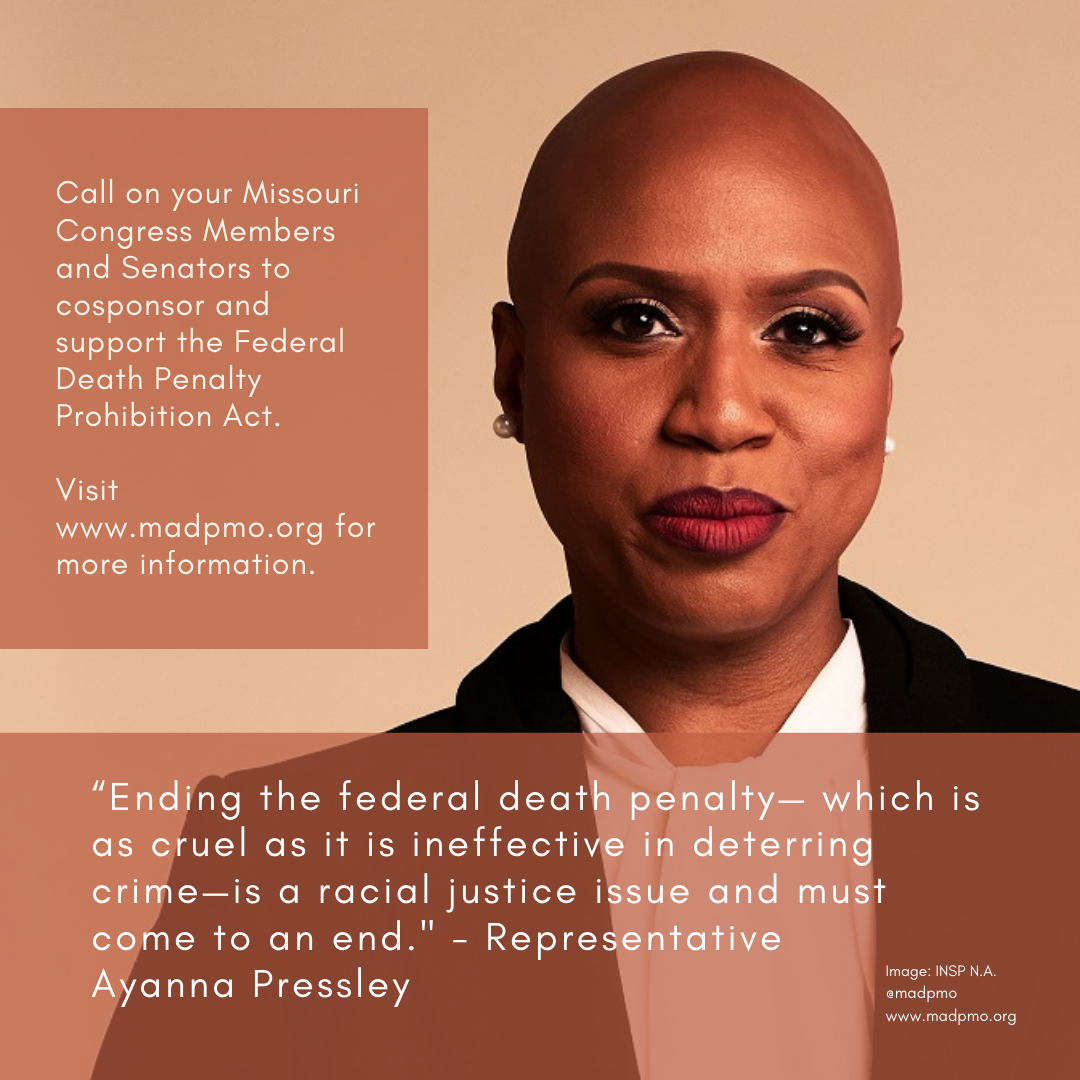 Call on your Missouri
Congress Members
and Senators to
cosponsor and
support the Federal
Death Penalty
Prohibition Act.
Visit
www.madpmo.org for
more information.
“Ending the federal death penalty— which is
as cruel as it is ineffective in deterring
crime—is a racial justice issue and must
come to an end." - Representative
Ayanna Pressley
Image: INSP N.A.
@madpmo
www.madpmo.org